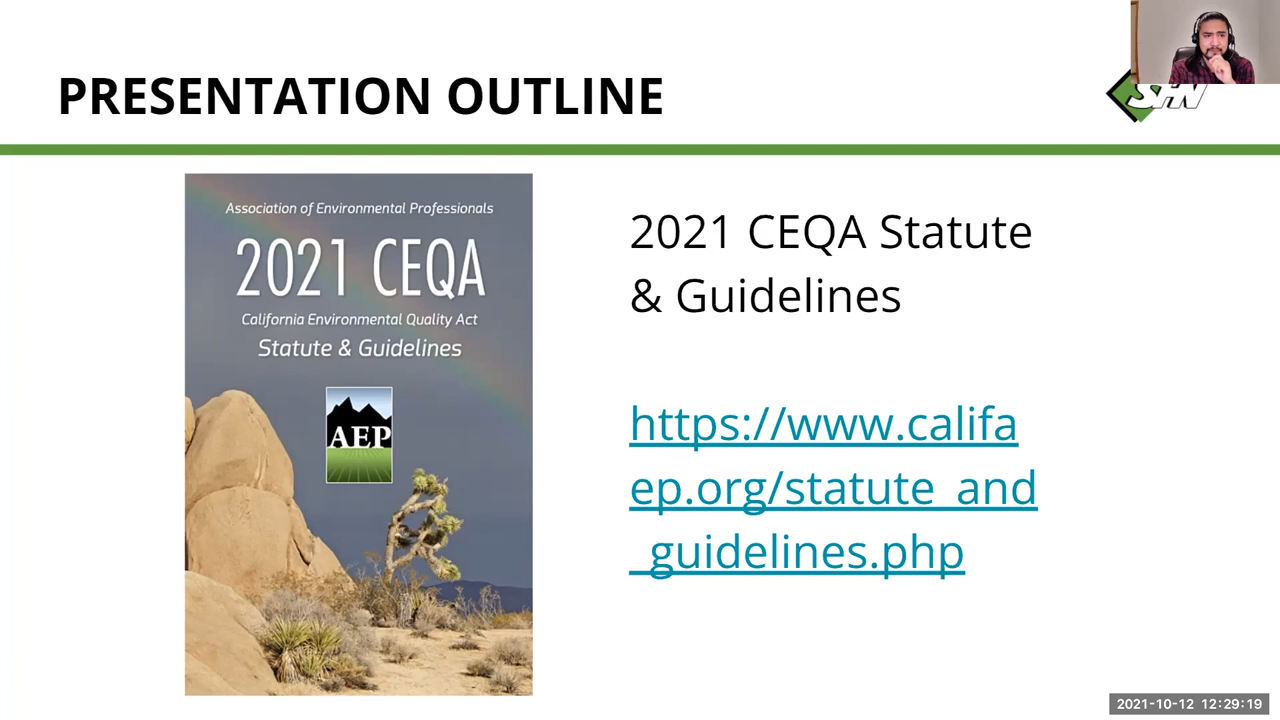 PRESENTATION OUTLINE
SHN
Association of Environmental Professionals
2021 CEQA
California Environmental Quality Act
Statute & Guidelines
AEP
2021 CEQA Statute
& Guidelines
https://www.califa
ep.org/statute_and
_guidelines.php
2021-10-12 12:29:19